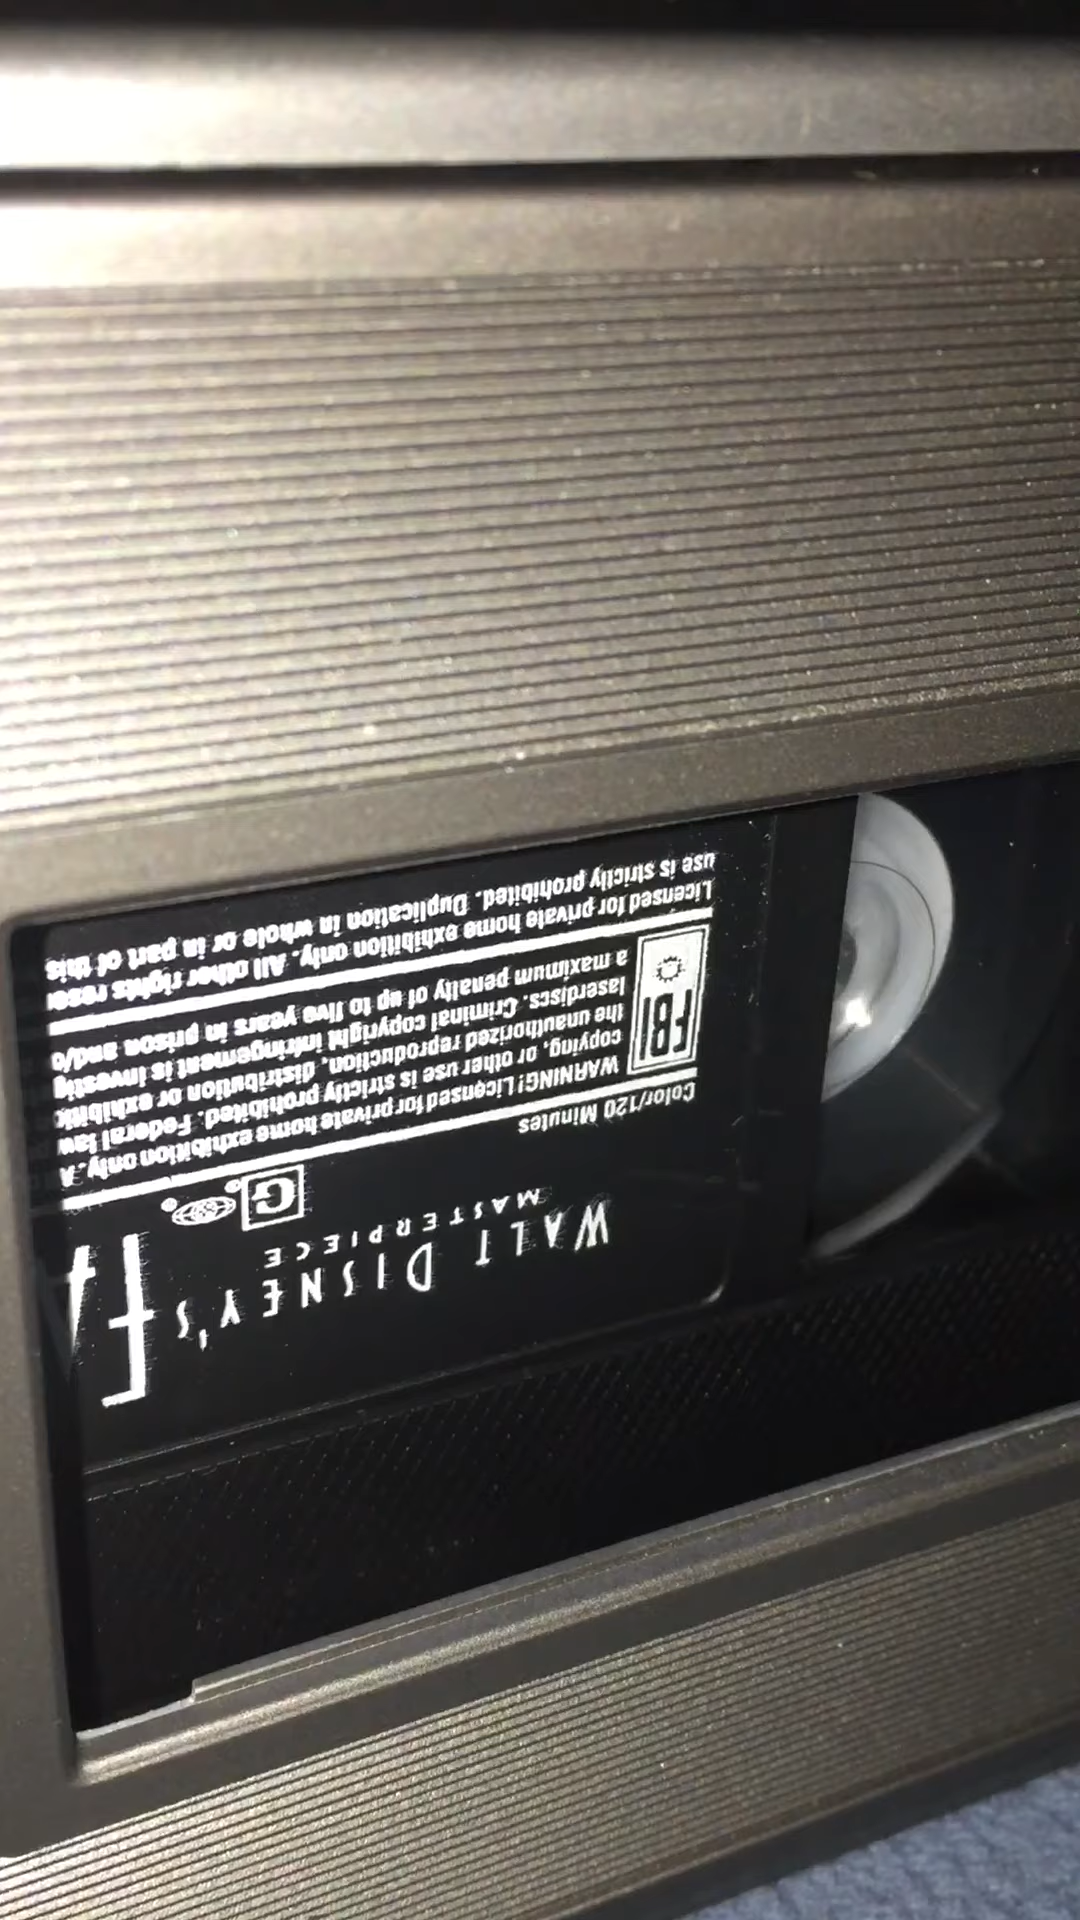 WALT DISNEY'S
MASTERPIECE
FA
G
Color/120 Minutes
FBI
WARNING! Licensed for private home exhibition only. A
copying, or other use is strictly prohibited. Federal law
the unauthorized reproduction, distribution or exhibiti
laserdiscs. Criminal copyright infringement is investig
a maximum penalty of up to five years in prison and/o
Licensed for private home exhibition only. All other rights reser
use is strictly prohibited. Duplication in whole or in part of this